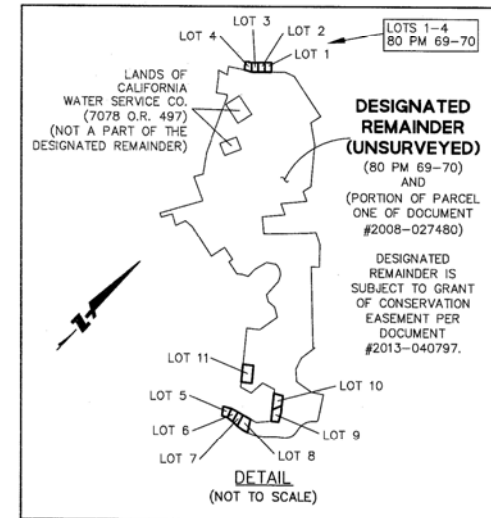 LOT 3
LOT 4
LOT 2
LOT 1
LOTS 1-4
80 PM 69-70
LANDS OF
CALIFORNIA
WATER SERVICE CO.
(7078 O.R. 497)
(NOT A PART OF THE
DESIGNATED REMAINDER)
DESIGNATED
REMAINDER
(UNSURVEYED)
(80 PM 69-70)
AND
(PORTION OF PARCEL
ONE OF DOCUMENT
#2008-027480)
DESIGNATED
REMAINDER IS
SUBJECT TO GRANT
OF CONSERVATION
EASEMENT PER
DOCUMENT
#2013-040797.
N
LOT 11
LOT 10
LOT 5
LOT 6
LOT 9
LOT 7
LOT 8
DETAIL
(NOT TO SCALE)